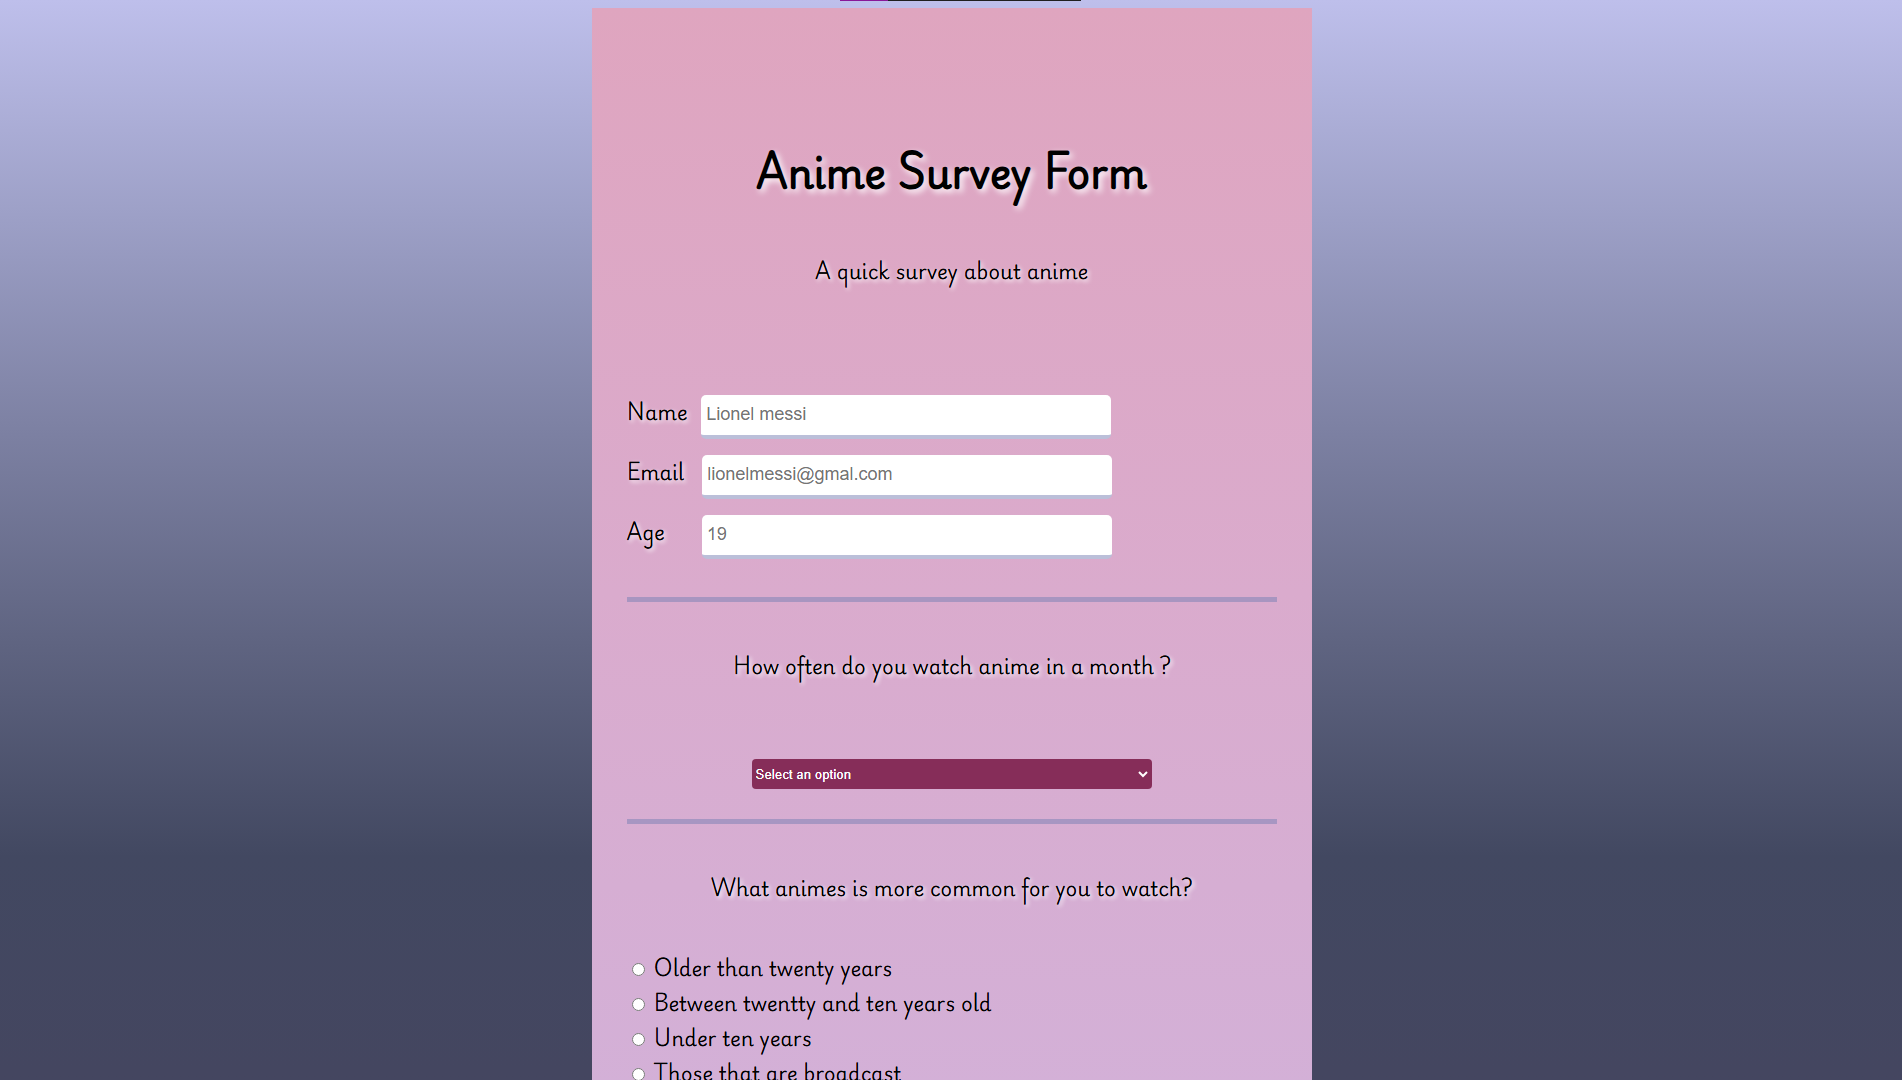 Anime Survey Form
A quick survey about anime
Name Lionel messi
Email lionelmessi@gmal.com
Age 19
How often do you watch anime in a month ?
Select an option
What animes is more common for you to watch?
Older than twenty years
Between twentty and ten years old
Under ten years
Those that are broadcast